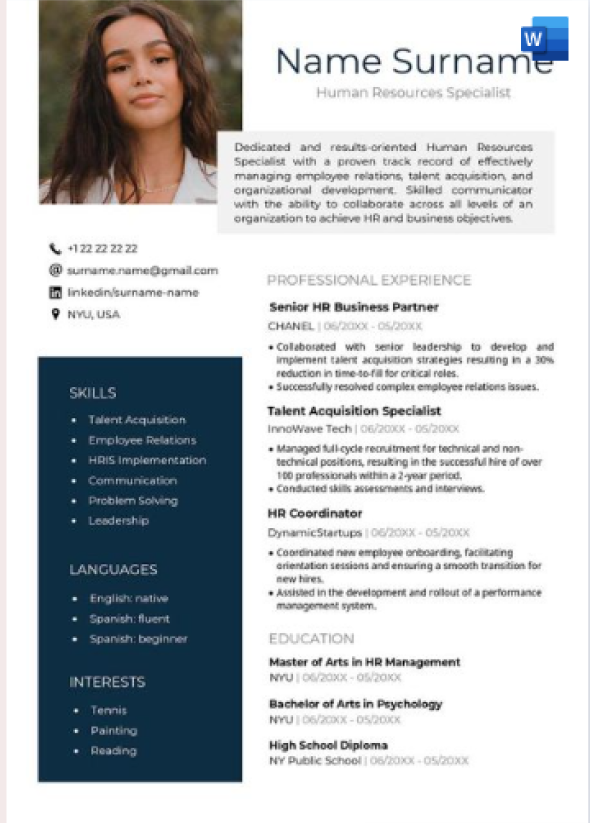 W
Name Surname
Human Resources Specialist
Dedicated and results-oriented Human Resources
Specialist with a proven track record of effectively
managing employee relations, talent acquisition, and
organizational development. Skilled communicator
with the ability to collaborate across all levels of an
organization to achieve HR and business objectives.
+1 22 22 22 22
@ surname.name@gmail.com
in linkedin/surname-name
NYU, USA
SKILLS
• Talent Acquisition
• Employee Relations
• HRIS Implementation
• Communication
• Problem Solving
• Leadership
LANGUAGES
• English: native
• Spanish: fluent
• Spanish: beginner
INTERESTS
• Tennis
• Painting
• Reading
PROFESSIONAL EXPERIENCE
Senior HR Business Partner
CHANEL | 06/20XX - 05/20XX
• Collaborated with senior leadership to develop and
implement talent acquisition strategies resulting in a 30%
reduction in time-to-fill for critical roles.
• Successfully resolved complex employee relations issues.
Talent Acquisition Specialist
InnoWave Tech | 06/20XX - 05/20XX
• Managed full-cycle recruitment for technical and non-
technical positions, resulting in the successful hire of over
100 professionals within a 2-year period.
• Conducted skills assessments and interviews.
HR Coordinator
DynamicStartups | 06/20XX - 05/20XX
• Coordinated new employee onboarding, facilitating
orientation sessions and ensuring a smooth transition for
new hires.
• Assisted in the development and rollout of a performance
management system.
EDUCATION
Master of Arts in HR Management
NYU | 06/20XX - 05/20XX
Bachelor of Arts in Psychology
NYU | 06/20XX - 05/20XX
High School Diploma
NY Public School | 06/20XX - 05/20XX